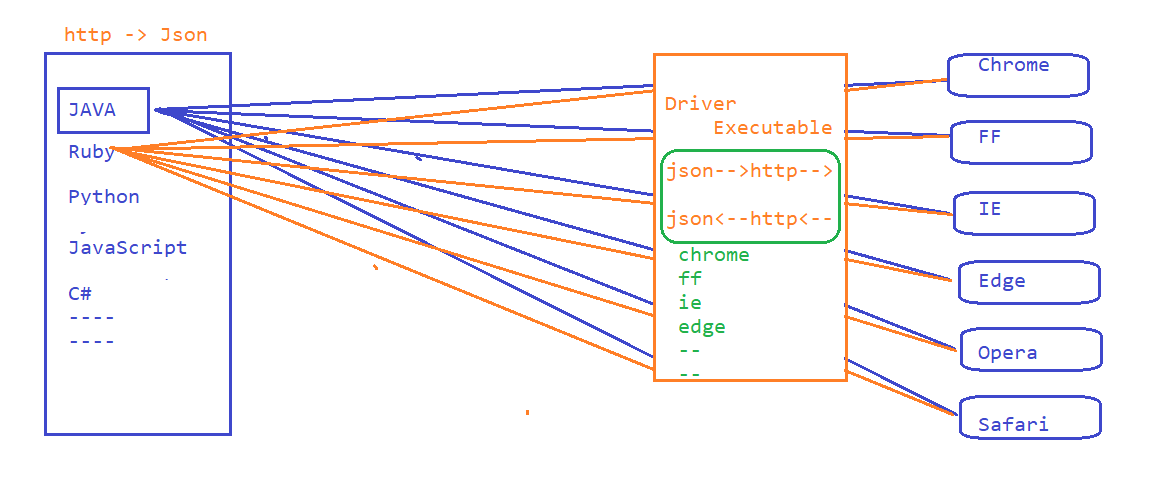 http -> Json
JAVA
Ruby
Python
JavaScript
C#
----
----
Driver
Executable
json-->http-->
json<--http<--
chrome
ff
ie
edge
--
--
Chrome
FF
IE
Edge
Opera
Safari